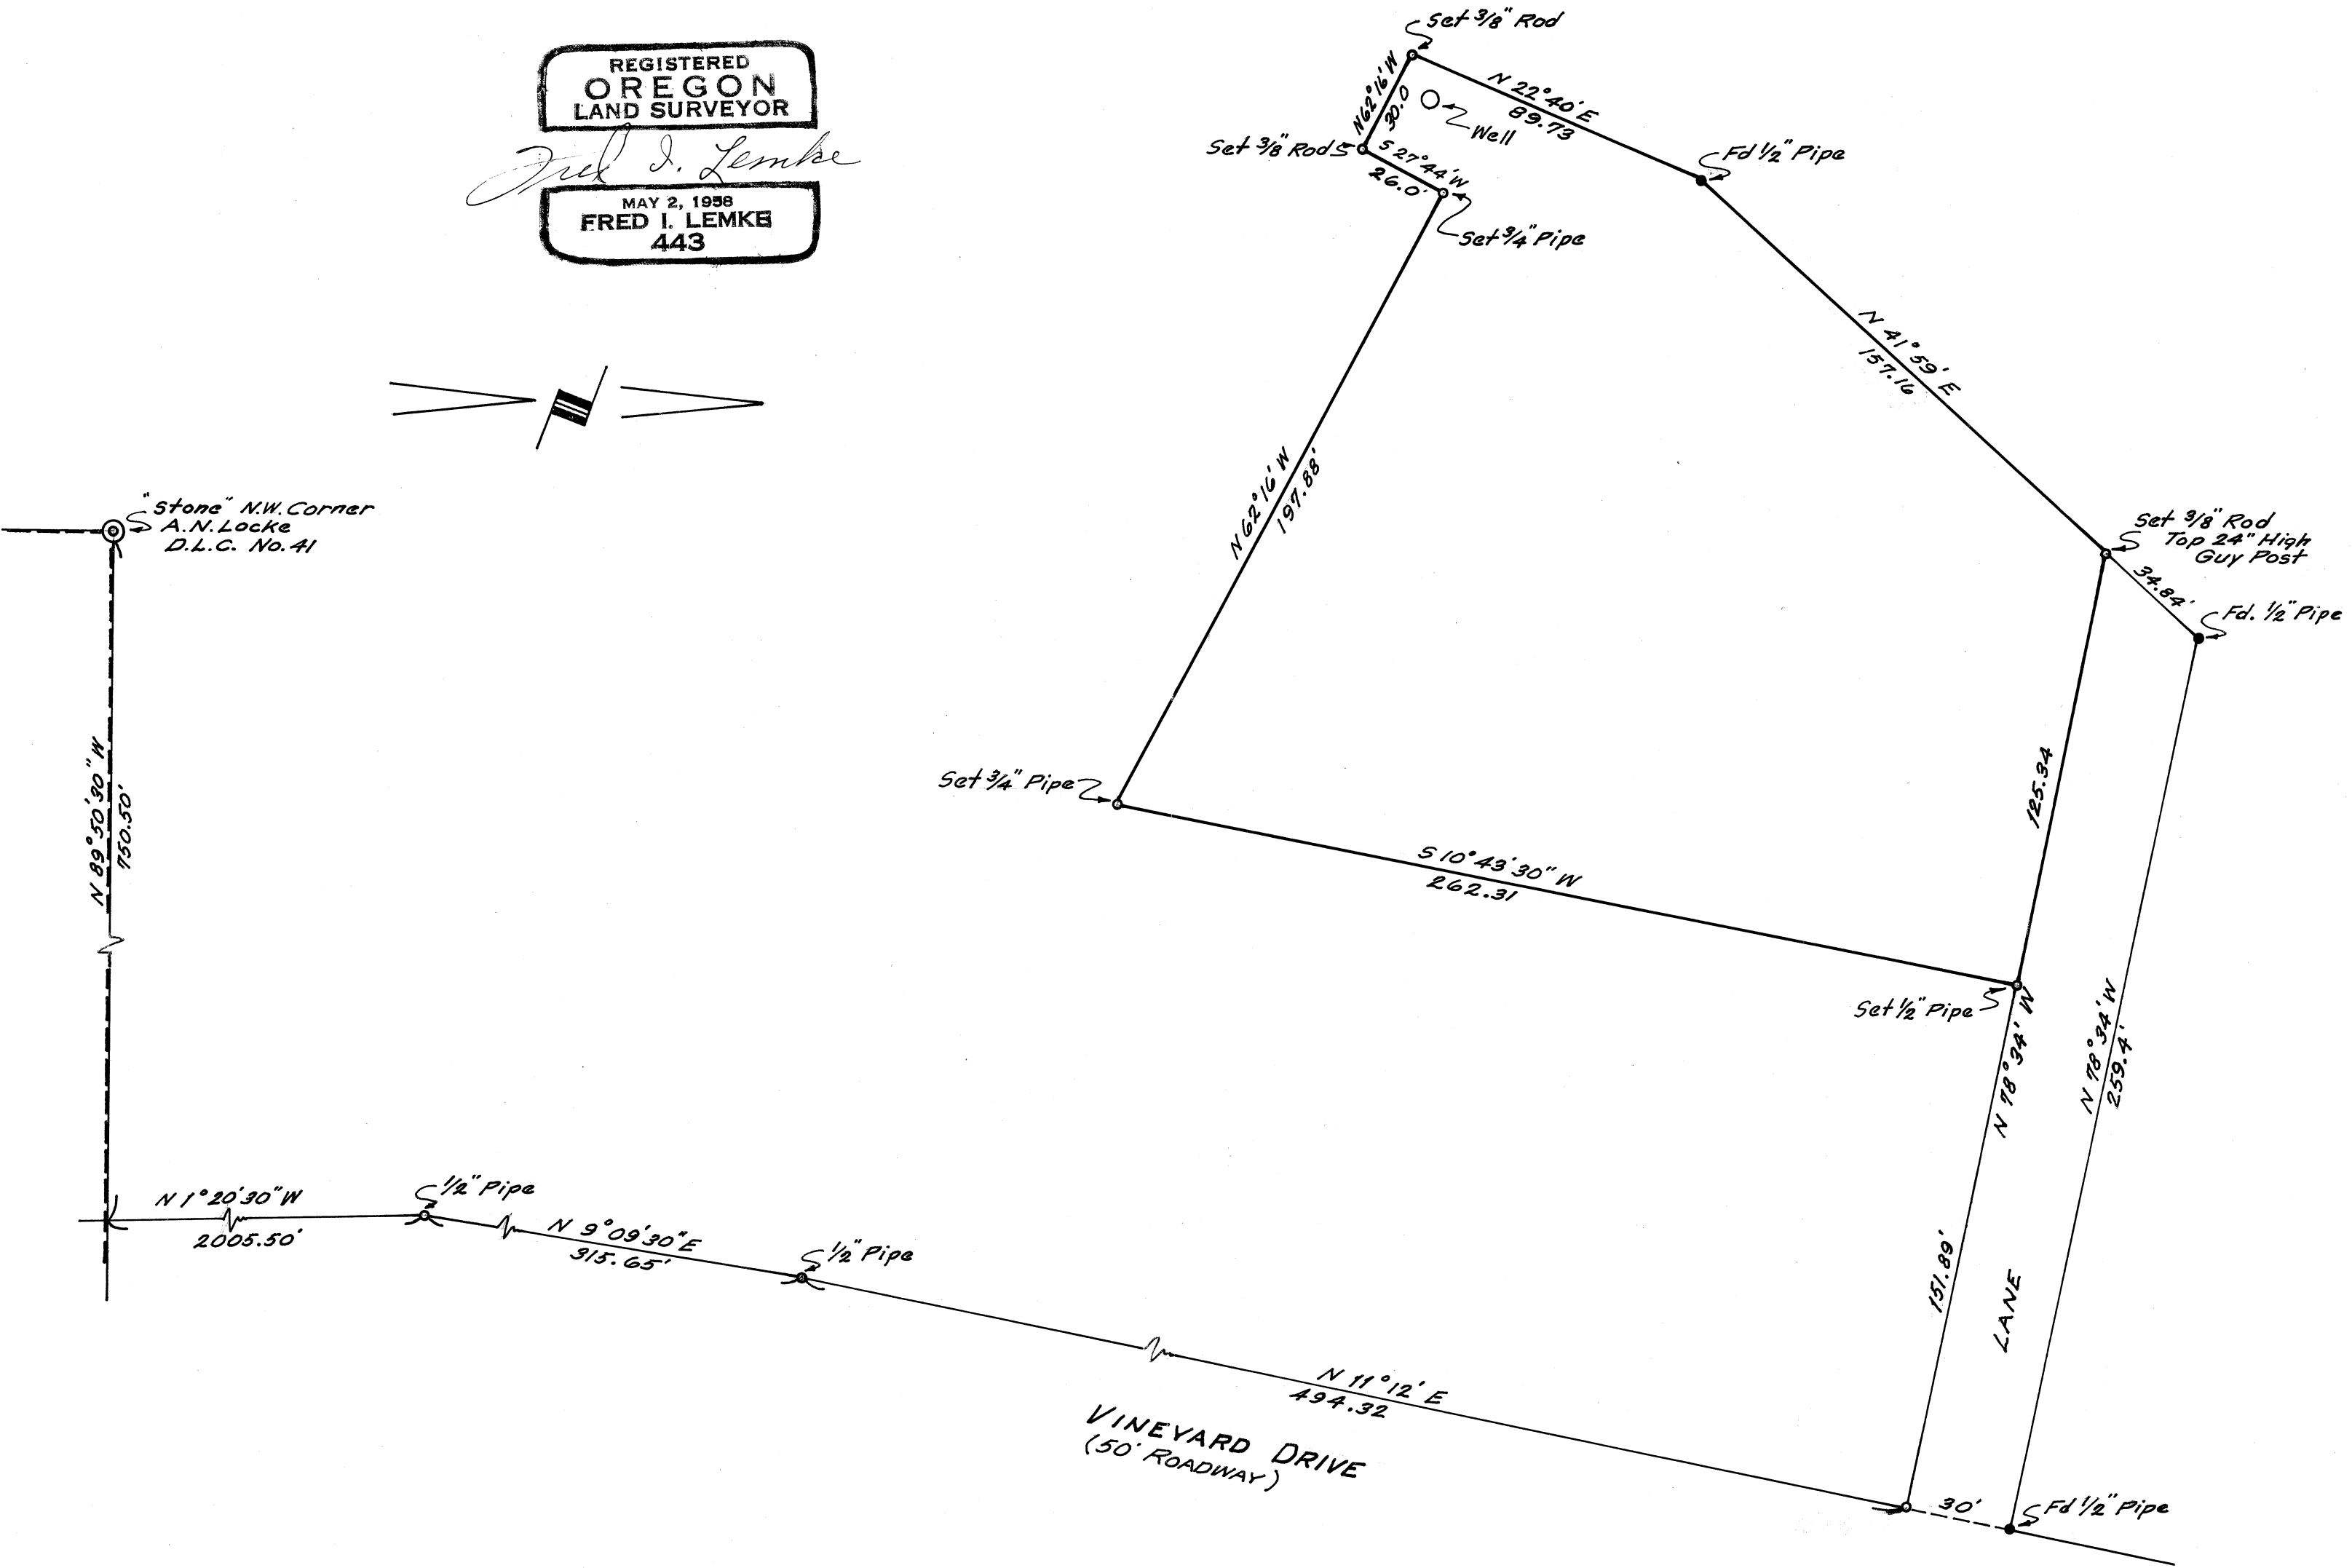 REGISTERED
OREGON
LAND SURVEYOR
Fred I. Lemke
MAY 2, 1958
FRED I. LEMKE
443
Set 3/8" Rod
N 62°16' W
30.0
N 22°40' E
89.73
Well
Set 3/8" Rod
S 27°44' W
26.0'
Fd 1/2" Pipe
Set 3/4" Pipe
N 41°59' E
157.16
"Stone" N.W. Corner
A.N. Locke
D.L.C. No. 41
N 62°16' W
197.88'
Set 3/8" Rod
Top 24" High
Guy Post
34.84'
Fd. 1/2" Pipe
N 89°50'30" W
750.50'
Set 3/4" Pipe
125.34
S 10°43'30" W
262.31
Set 1/2" Pipe
N 78°34' W
N 78°34' W
259.4'
N 1°20'30" W
2005.50'
1/2" Pipe
N 9°09'30" E
315.65'
1/2" Pipe
151.89'
LANE
N 11°12' E
494.32
VINEYARD DRIVE
(50' ROADWAY)
30'
Fd 1/2" Pipe